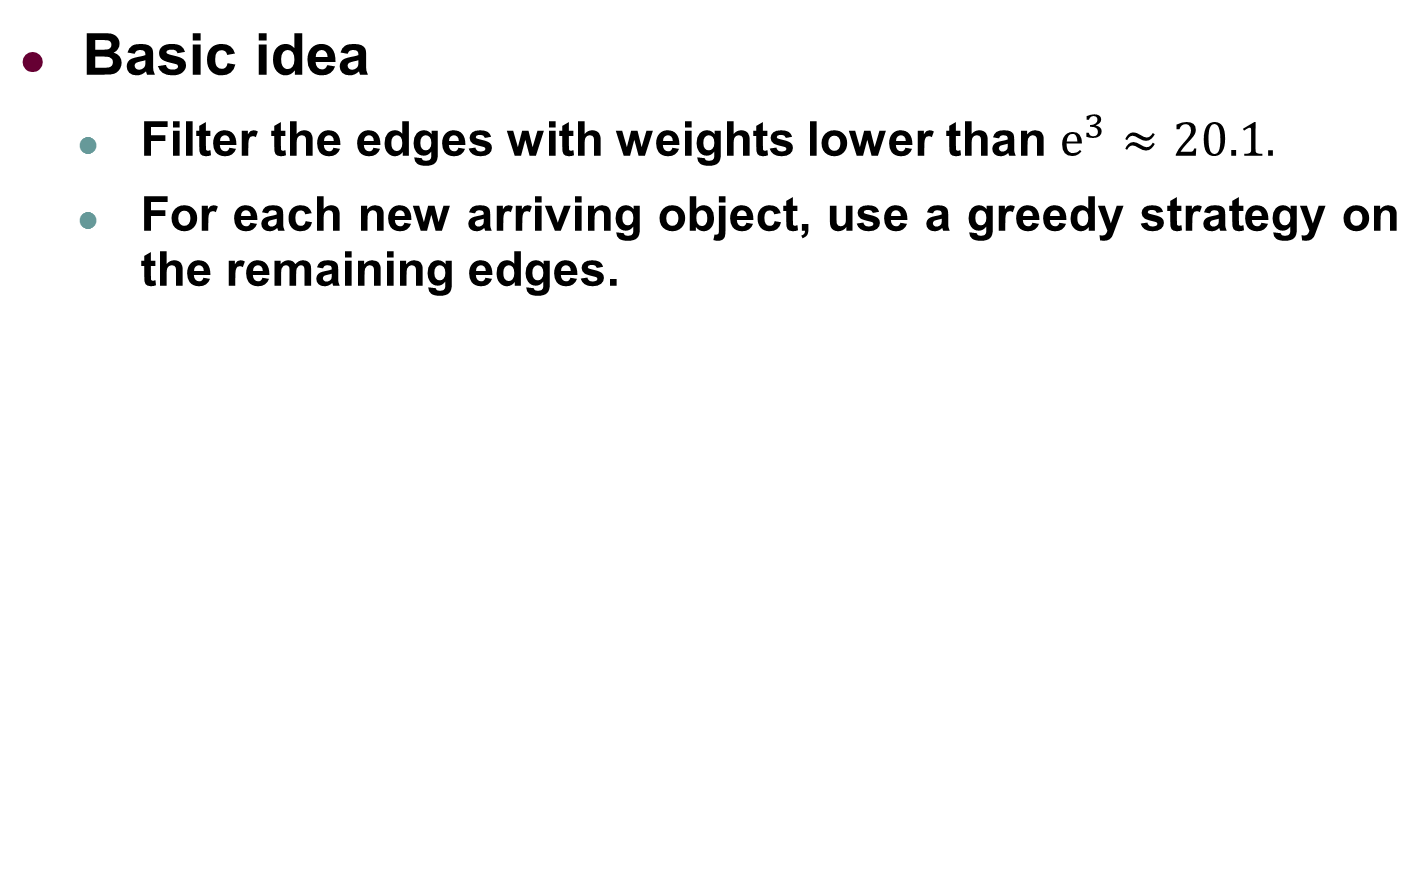 ● Basic idea
● Filter the edges with weights lower than e³ ≈ 20.1.
● For each new arriving object, use a greedy strategy on
the remaining edges.